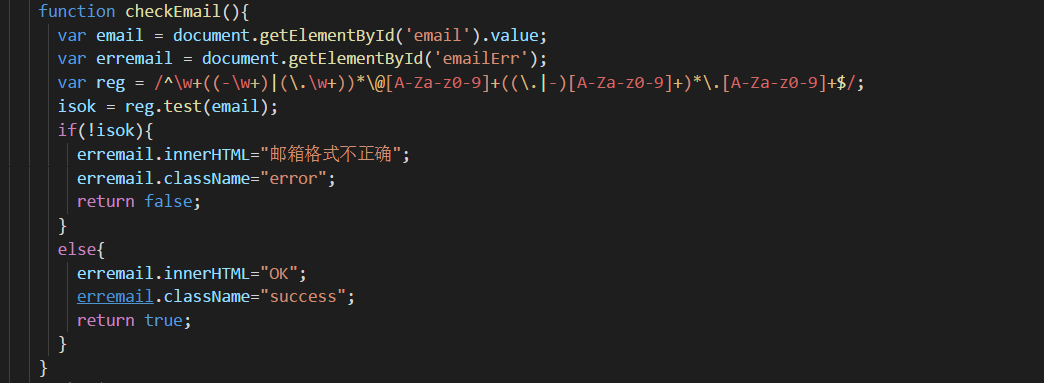 function checkEmail(){
var email = document.getElementById('email').value;
var erremail = document.getElementById('emailErr');
var reg = /^\w+((-\w+)|(\.\w+))*\@[A-Za-z0-9]+((\.|-)[A-Za-z0-9]+)*\.[A-Za-z0-9]+$/;
isok = reg.test(email);
if(!isok){
erremail.innerHTML="邮箱格式不正确";
erremail.className="error";
return false;
}
else{
erremail.innerHTML="OK";
erremail.className="success";
return true;
}
}